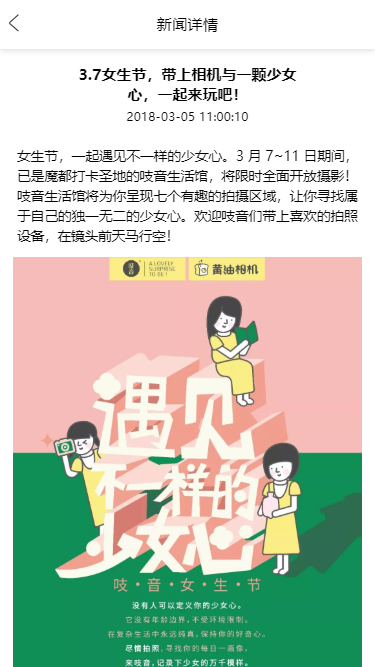 新闻详情
3.7女生节，带上相机与一颗少女
心，一起来玩吧！
2018-03-05 11:00:10
女生节，一起遇见不一样的少女心。3 月 7~11 日期间，
已是魔都打卡圣地的吱音生活馆，将限时全面开放摄影！
吱音生活馆将为你呈现七个有趣的拍摄区域，让你寻找属
于自己的独一无二的少女心。欢迎吱音们带上喜欢的拍照
设备，在镜头前天马行空！
A LOVELY
SURPRISE
TO BE !
黄油相机
遇见
不一样的
少女心
吱·音·女·生·节
没有人可以定义你的少女心。
它没有年龄边界，不受环境限制。
在复杂生活中永远纯真，保持你的好奇心。
尽情拍照，寻找你的每日一画像，
来吱音，记录下少女的万千模样。